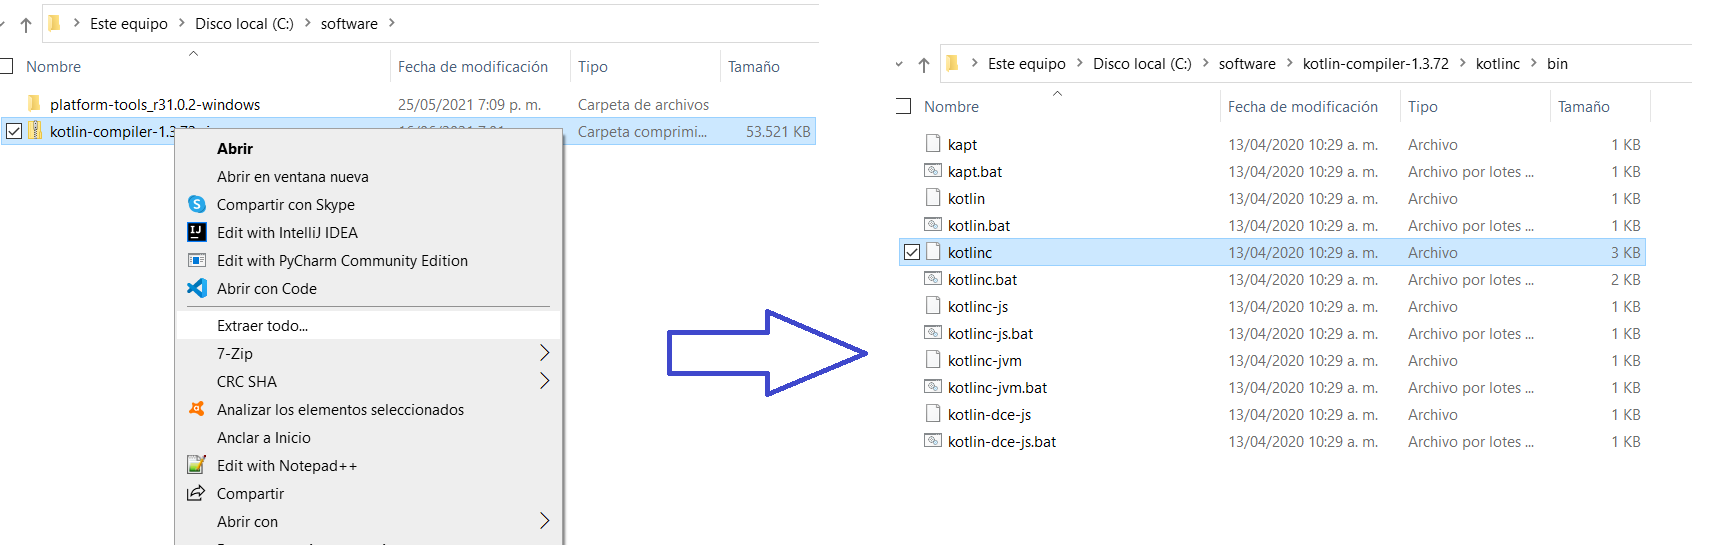 Este equipo > Disco local (C:) > software >
Nombre Fecha de modificación Tipo Tamaño
platform-tools_r31.0.2-windows 25/05/2021 7:09 p. m. Carpeta de archivos
kotlin-compiler-1.3.72 Carpeta comprimi... 53.521 KB
Abrir
Abrir en ventana nueva
Compartir con Skype
Edit with IntelliJ IDEA
Edit with PyCharm Community Edition
Abrir con Code
Extraer todo...
7-Zip
CRC SHA
Analizar los elementos seleccionados
Anclar a Inicio
Edit with Notepad++
Compartir
Abrir con
Este equipo > Disco local (C:) > software > kotlin-compiler-1.3.72 > kotlinc > bin
Nombre Fecha de modificación Tipo Tamaño
kapt 13/04/2020 10:29 a. m. Archivo 1 KB
kapt.bat 13/04/2020 10:29 a. m. Archivo por lotes ... 1 KB
kotlin 13/04/2020 10:29 a. m. Archivo 1 KB
kotlin.bat 13/04/2020 10:29 a. m. Archivo por lotes ... 1 KB
kotlinc 13/04/2020 10:29 a. m. Archivo 3 KB
kotlinc.bat 13/04/2020 10:29 a. m. Archivo por lotes ... 2 KB
kotlinc-js 13/04/2020 10:29 a. m. Archivo 1 KB
kotlinc-js.bat 13/04/2020 10:29 a. m. Archivo por lotes ... 1 KB
kotlinc-jvm 13/04/2020 10:29 a. m. Archivo 1 KB
kotlinc-jvm.bat 13/04/2020 10:29 a. m. Archivo por lotes ... 1 KB
kotlin-dce-js 13/04/2020 10:29 a. m. Archivo 1 KB
kotlin-dce-js.bat 13/04/2020 10:29 a. m. Archivo por lotes ... 1 KB